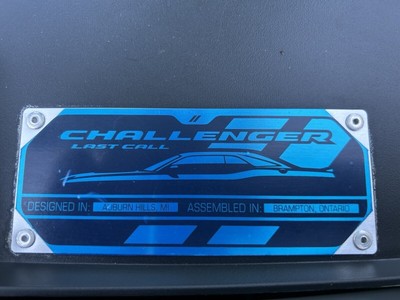 CHALLENGER
LAST CALL
DESIGNED IN: AUBURN HILLS, MI ASSEMBLED IN: BRAMPTON, ONTARIO